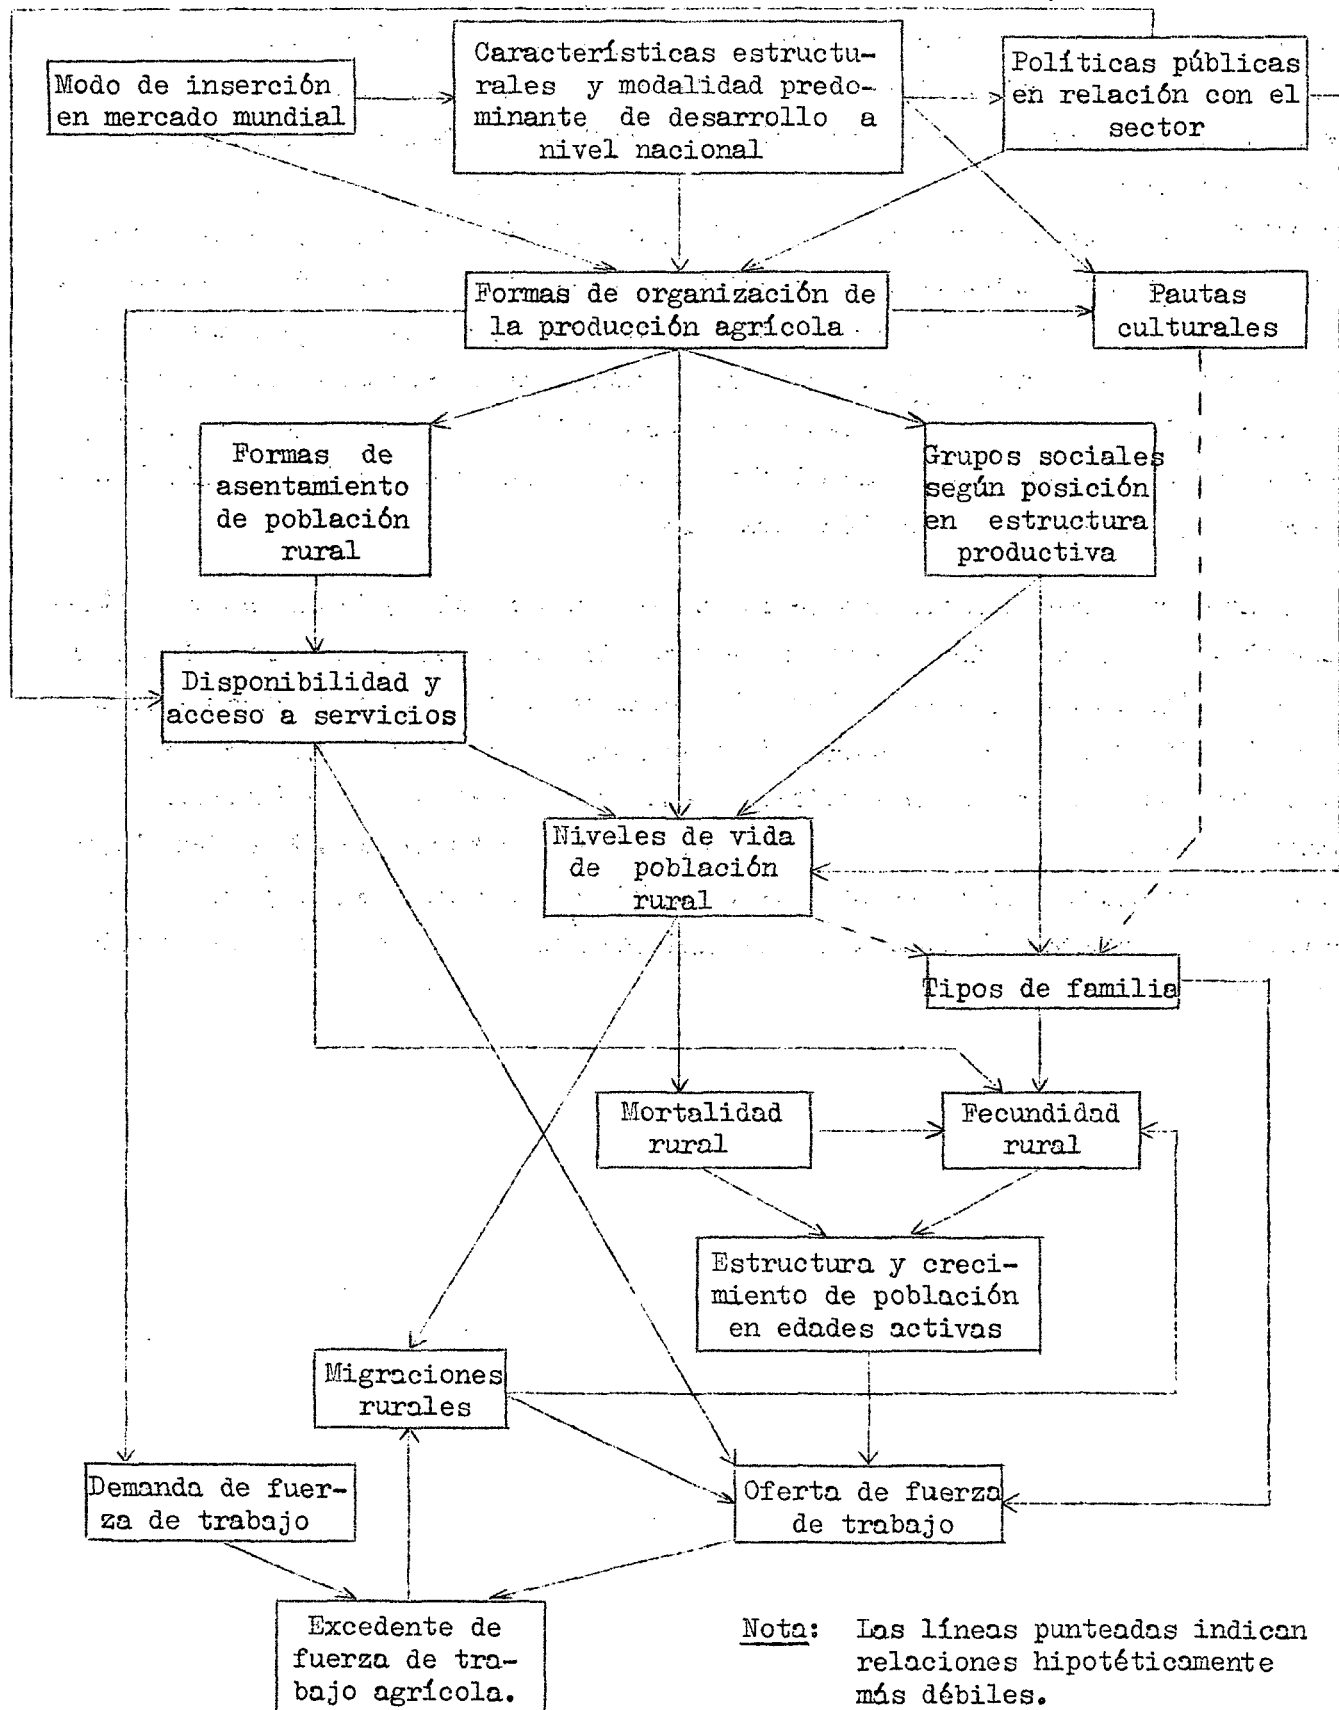 Modo de inserción
en mercado mundial
Características estructu-
rales y modalidad predo-
minante de desarrollo a
nivel nacional
Políticas públicas
en relación con el
sector
Formas de organización de
la producción agrícola
Pautas
culturales
Formas de
asentamiento
de población
rural
Grupos sociales
según posición
en estructura
productiva
Disponibilidad y
acceso a servicios
Niveles de vida
de población
rural
Tipos de familia
Mortalidad
rural
Fecundidad
rural
Estructura y creci-
miento de población
en edades activas
Migraciones
rurales
Demanda de fuer-
za de trabajo
Oferta de fuerza
de trabajo
Excedente de
fuerza de tra-
bajo agrícola.
Nota: Las líneas punteadas indican
relaciones hipotéticamente
más débiles.